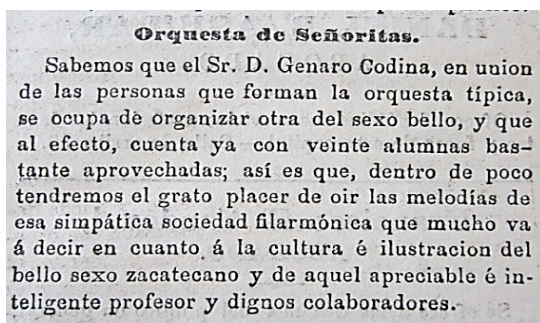 Orquesta de Señoritas.
Sabemos que el Sr. D. Genaro Codina, en union
de las personas que forman la orquesta típica,
se ocupa de organizar otra del sexo bello, y que
al efecto, cuenta ya con veinte alumnas bas-
tante aprovechadas; así es que, dentro de poco
tendremos el grato placer de oir las melodías de
esa simpática sociedad filarmónica que mucho va
á decir en cuanto á la cultura é ilustracion del
bello sexo zacatecano y de aquel apreciable é in-
teligente profesor y dignos colaboradores.